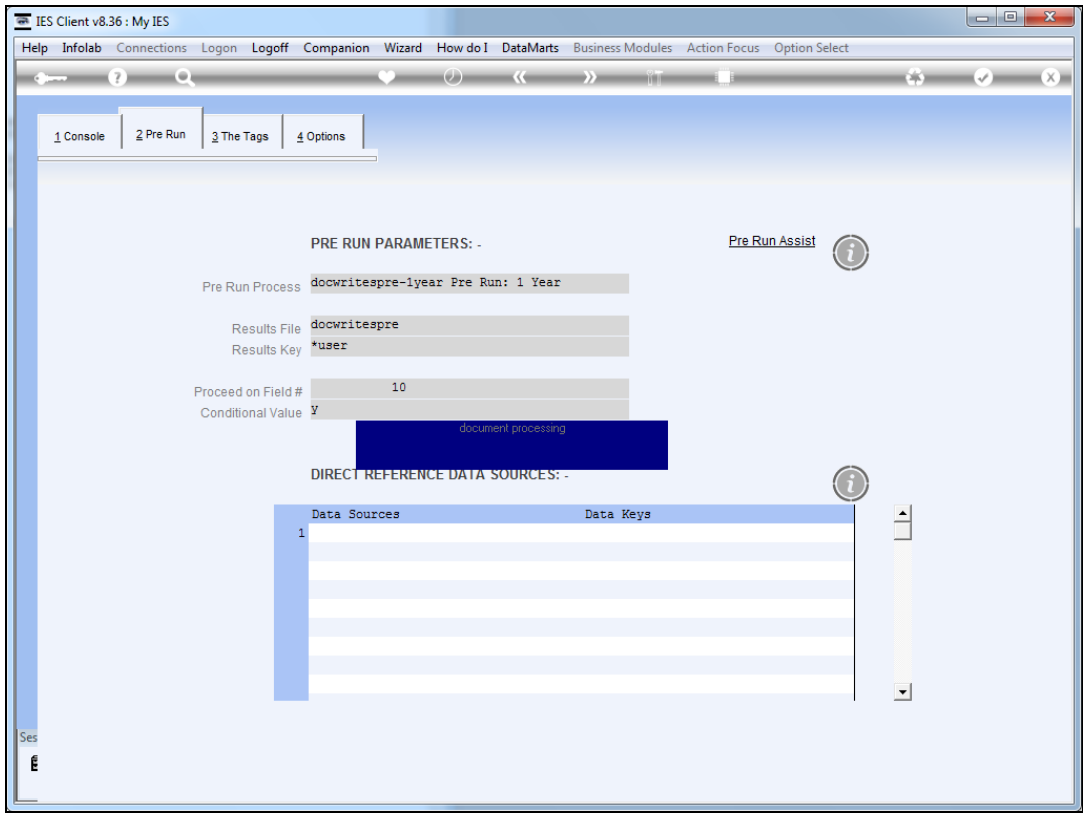 IES Client v8.36 : My IES
Help Infolab Connections Logon Logoff Companion Wizard How do I DataMarts Business Modules Action Focus Option Select
1 Console 2 Pre Run 3 The Tags 4 Options
PRE RUN PARAMETERS: - Pre Run Assist
Pre Run Process docwritespre-1year Pre Run: 1 Year
Results File docwritespre
Results Key *user
Proceed on Field # 10
Conditional Value y
document processing
DIRECT REFERENCE DATA SOURCES: -
Data Sources Data Keys
1
Ses